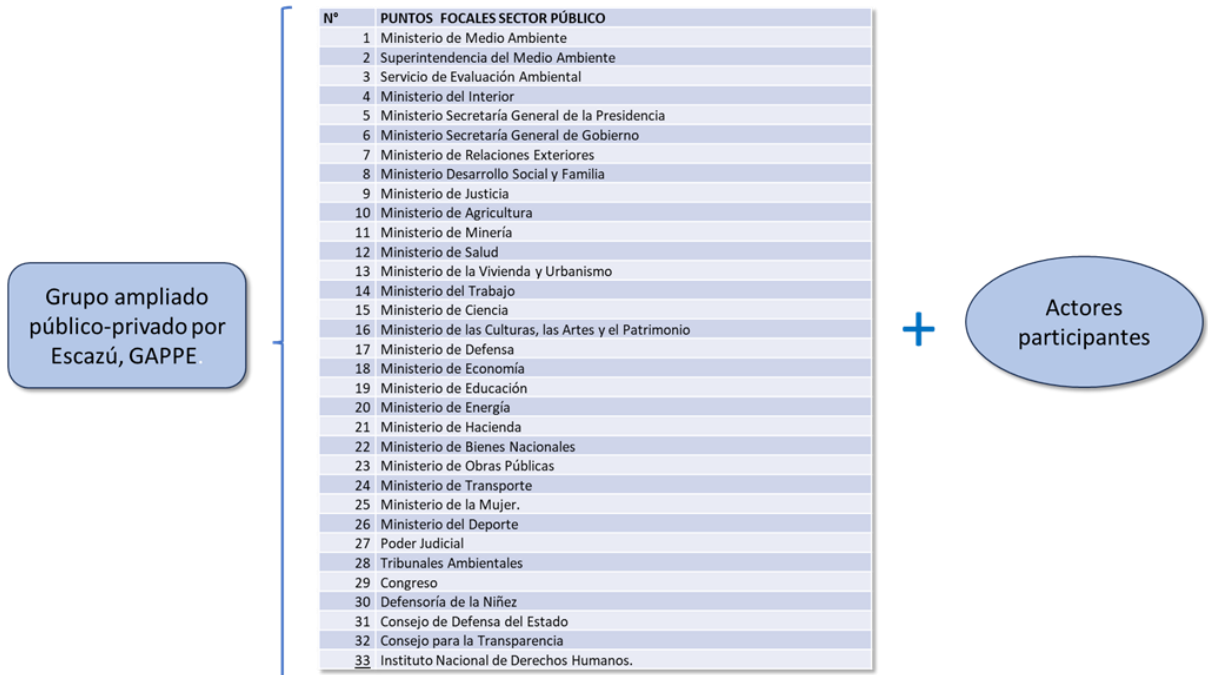 Grupo ampliado
público-privado por
Escazú, GAPPE.
N° PUNTOS FOCALES SECTOR PÚBLICO
1 Ministerio de Medio Ambiente
2 Superintendencia del Medio Ambiente
3 Servicio de Evaluación Ambiental
4 Ministerio del Interior
5 Ministerio Secretaría General de la Presidencia
6 Ministerio Secretaría General de Gobierno
7 Ministerio de Relaciones Exteriores
8 Ministerio Desarrollo Social y Familia
9 Ministerio de Justicia
10 Ministerio de Agricultura
11 Ministerio de Minería
12 Ministerio de Salud
13 Ministerio de la Vivienda y Urbanismo
14 Ministerio del Trabajo
15 Ministerio de Ciencia
16 Ministerio de las Culturas, las Artes y el Patrimonio
17 Ministerio de Defensa
18 Ministerio de Economía
19 Ministerio de Educación
20 Ministerio de Energía
21 Ministerio de Hacienda
22 Ministerio de Bienes Nacionales
23 Ministerio de Obras Públicas
24 Ministerio de Transporte
25 Ministerio de la Mujer.
26 Ministerio del Deporte
27 Poder Judicial
28 Tribunales Ambientales
29 Congreso
30 Defensoría de la Niñez
31 Consejo de Defensa del Estado
32 Consejo para la Transparencia
33 Instituto Nacional de Derechos Humanos.
+
Actores
participantes